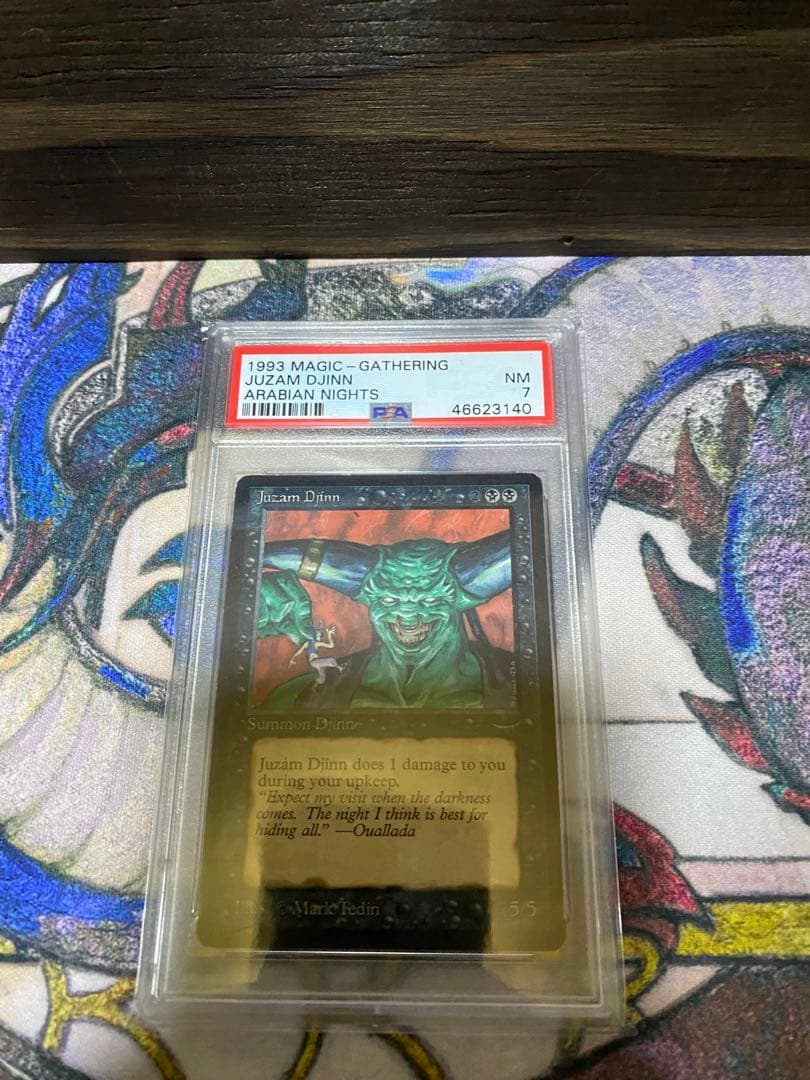 1993 MAGIC - GATHERING
JUZAM DJINN NM
ARABIAN NIGHTS 7
PSA 46623140
Juzám Djinn 2
Summon Djinn
Juzám Djinn does 1 damage to you
during your upkeep.
“Expect my visit when the darkness
comes. The night I think is best for
hiding all.” —Ouallada
Mark Tedin
5/5